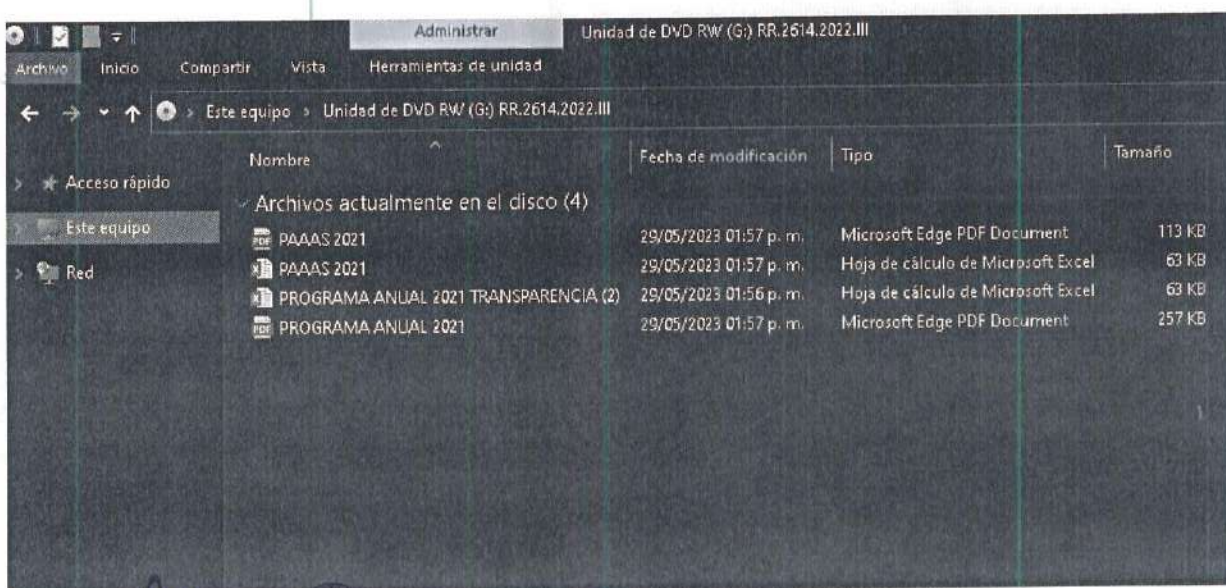 Administrar Unidad de DVD RW (G:) RR.2614.2022.III
Archivo Inicio Compartir Vista Herramientas de unidad
Este equipo > Unidad de DVD RW (G:) RR.2614.2022.III
Nombre Fecha de modificación Tipo Tamaño
Acceso rápido
Archivos actualmente en el disco (4)
Este equipo
PAAAS 2021 29/05/2023 01:57 p. m. Microsoft Edge PDF Document 113 KB
PAAAS 2021 29/05/2023 01:57 p. m. Hoja de cálculo de Microsoft Excel 63 KB
Red
PROGRAMA ANUAL 2021 TRANSPARENCIA (2) 29/05/2023 01:56 p. m. Hoja de cálculo de Microsoft Excel 63 KB
PROGRAMA ANUAL 2021 29/05/2023 01:57 p. m. Microsoft Edge PDF Document 257 KB